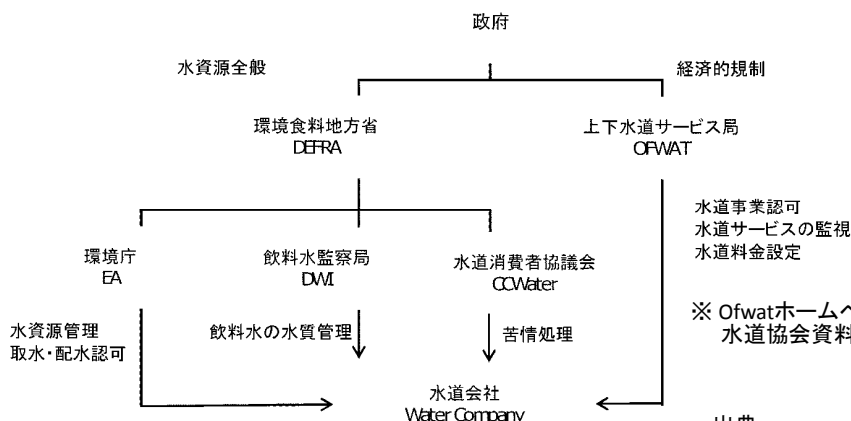 政府
水資源全般
経済的規制
環境食料地方省
DEFRA
上下水道サービス局
OFWAT
水道事業認可
水道サービスの監視
水道料金設定
環境庁
EA
飲料水監察局
DWI
水道消費者協議会
CCWater
水資源管理
取水・配水認可
飲料水の水質管理
苦情処理
※ Ofwatホーム
水道協会資料
水道会社
Water Company